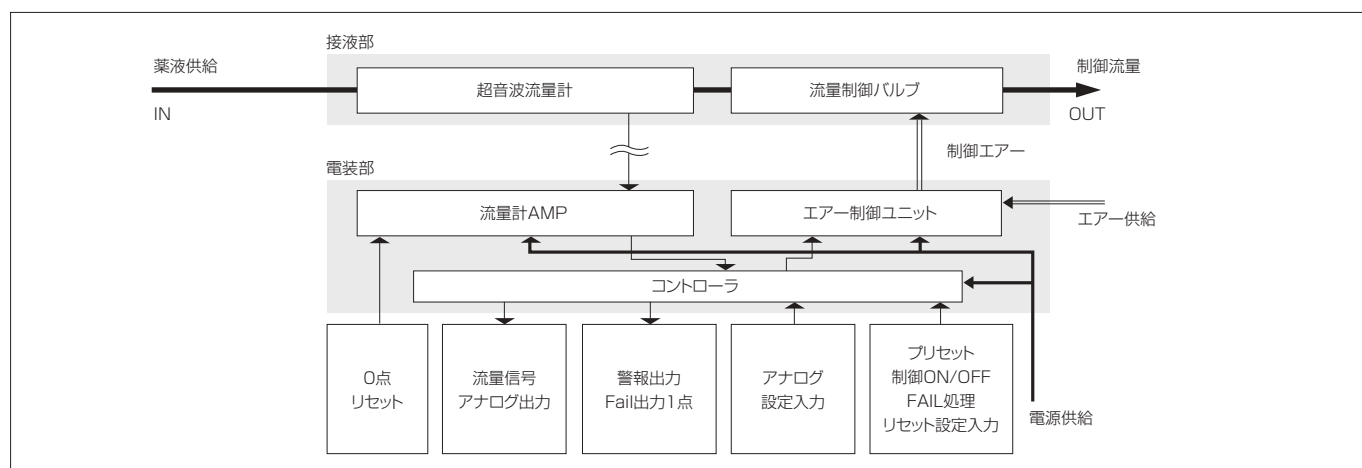 接液部
薬液供給
IN
超音波流量計
流量制御バルブ
制御流量
OUT
制御エアー
電装部
流量計AMP
エアー制御ユニット
エアー供給
コントローラ
0点
リセット
流量信号
アナログ出力
警報出力
Fail出力1点
アナログ
設定入力
プリセット
制御ON/OFF
FAIL処理
リセット設定入力
電源供給